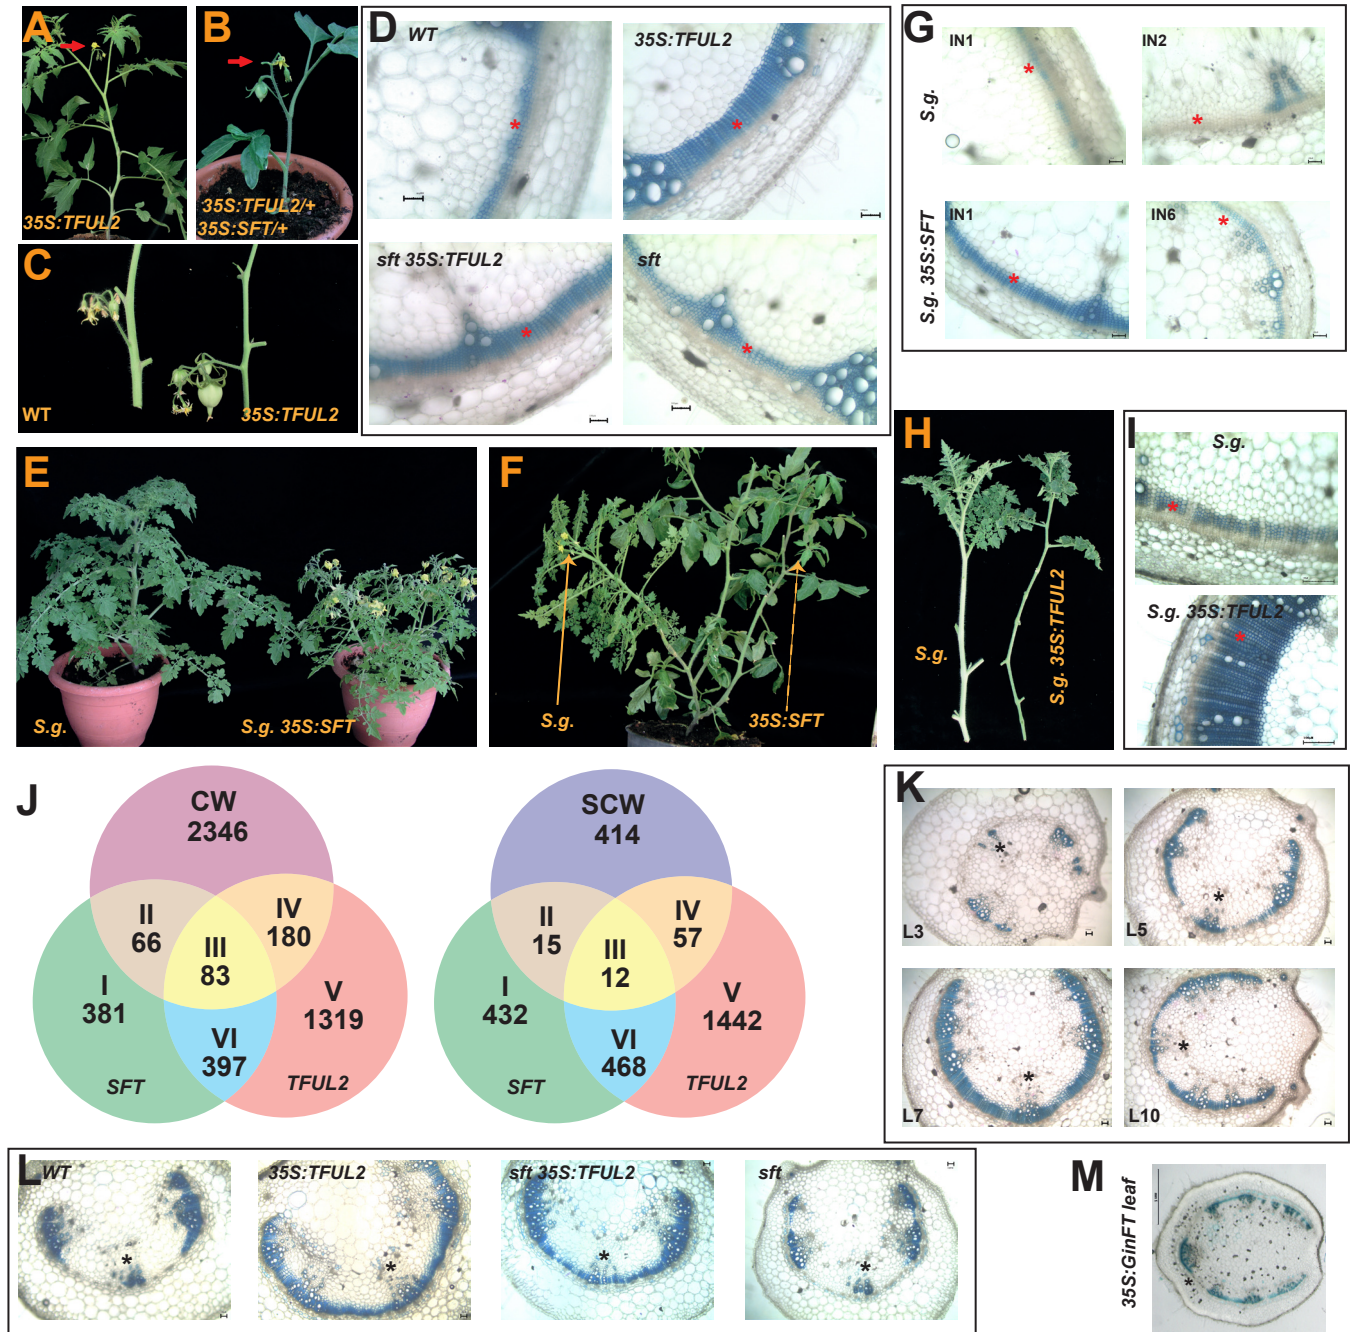 A
35S:TFUL2
B
35S:TFUL2/+
35S:SFT/+
C
WT
35S:TFUL2
D
WT
35S:TFUL2
sft 35S:TFUL2
sft
G
S.g.
IN1
IN2
S.g. 35S:SFT
IN1
IN6
E
S.g.
S.g. 35S:SFT
F
S.g.
35S:SFT
H
S.g.
S.g. 35S:TFUL2
I
S.g.
S.g. 35S:TFUL2
J
CW
2346
II
66
III
83
IV
180
I
381
V
1319
VI
397
SFT
TFUL2
SCW
414
II
15
III
12
IV
57
I
432
V
1442
VI
468
SFT
TFUL2
K
L3
L5
L7
L10
L
WT
35S:TFUL2
sft 35S:TFUL2
sft
M
35S:GinFT leaf